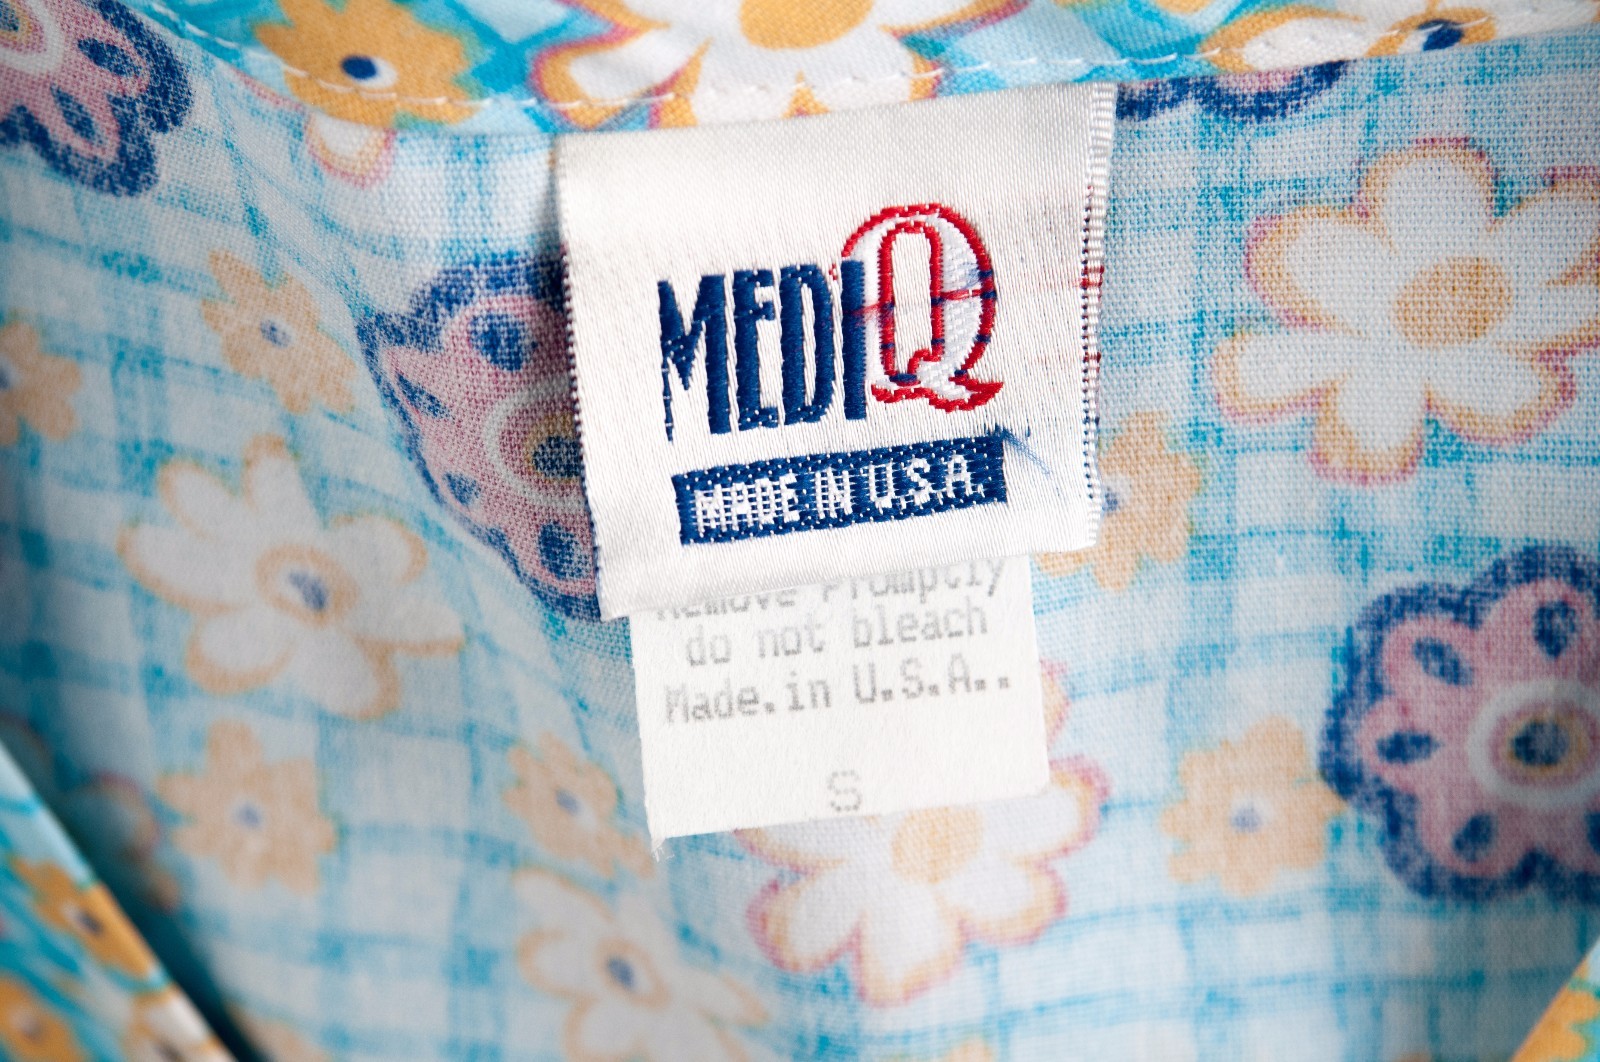 MEDIQ
MADE IN U.S.A.
Remove Promptly
do not bleach
Made.in U.S.A..
S